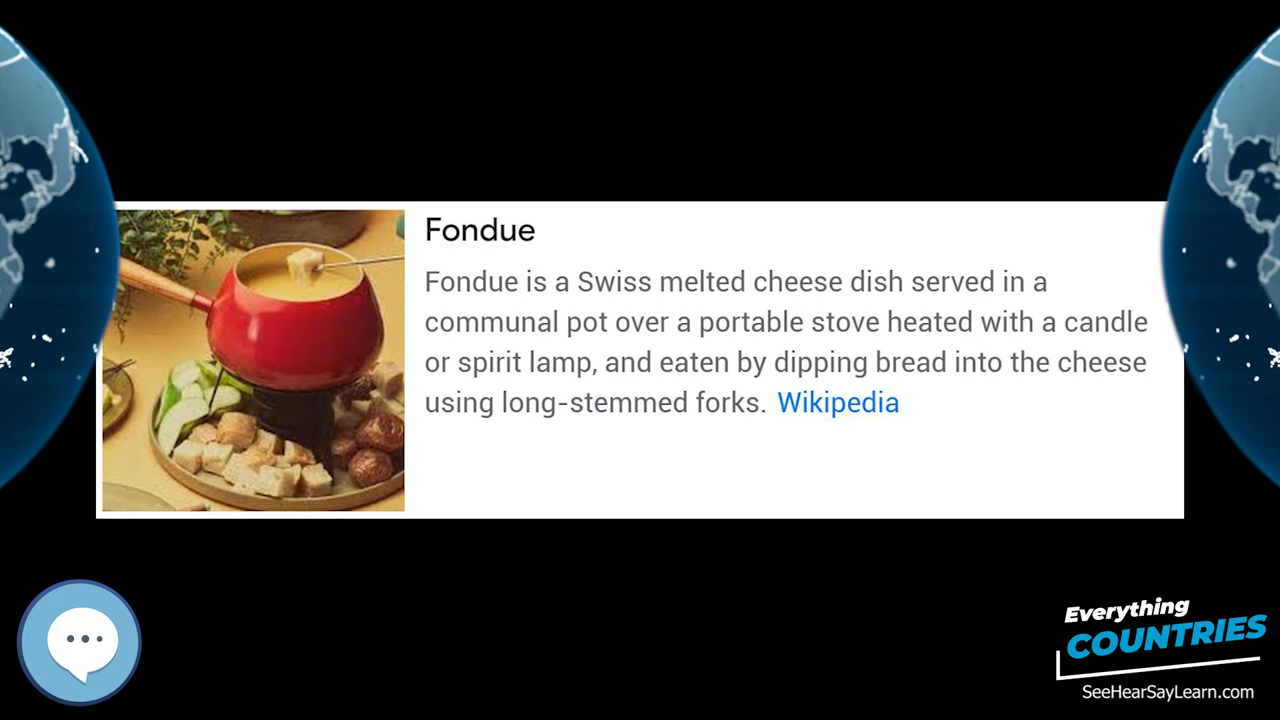 Fondue
Fondue is a Swiss melted cheese dish served in a
communal pot over a portable stove heated with a candle
or spirit lamp, and eaten by dipping bread into the cheese
using long-stemmed forks. Wikipedia
Everything
COUNTRIES
SeeHearSayLearn.com